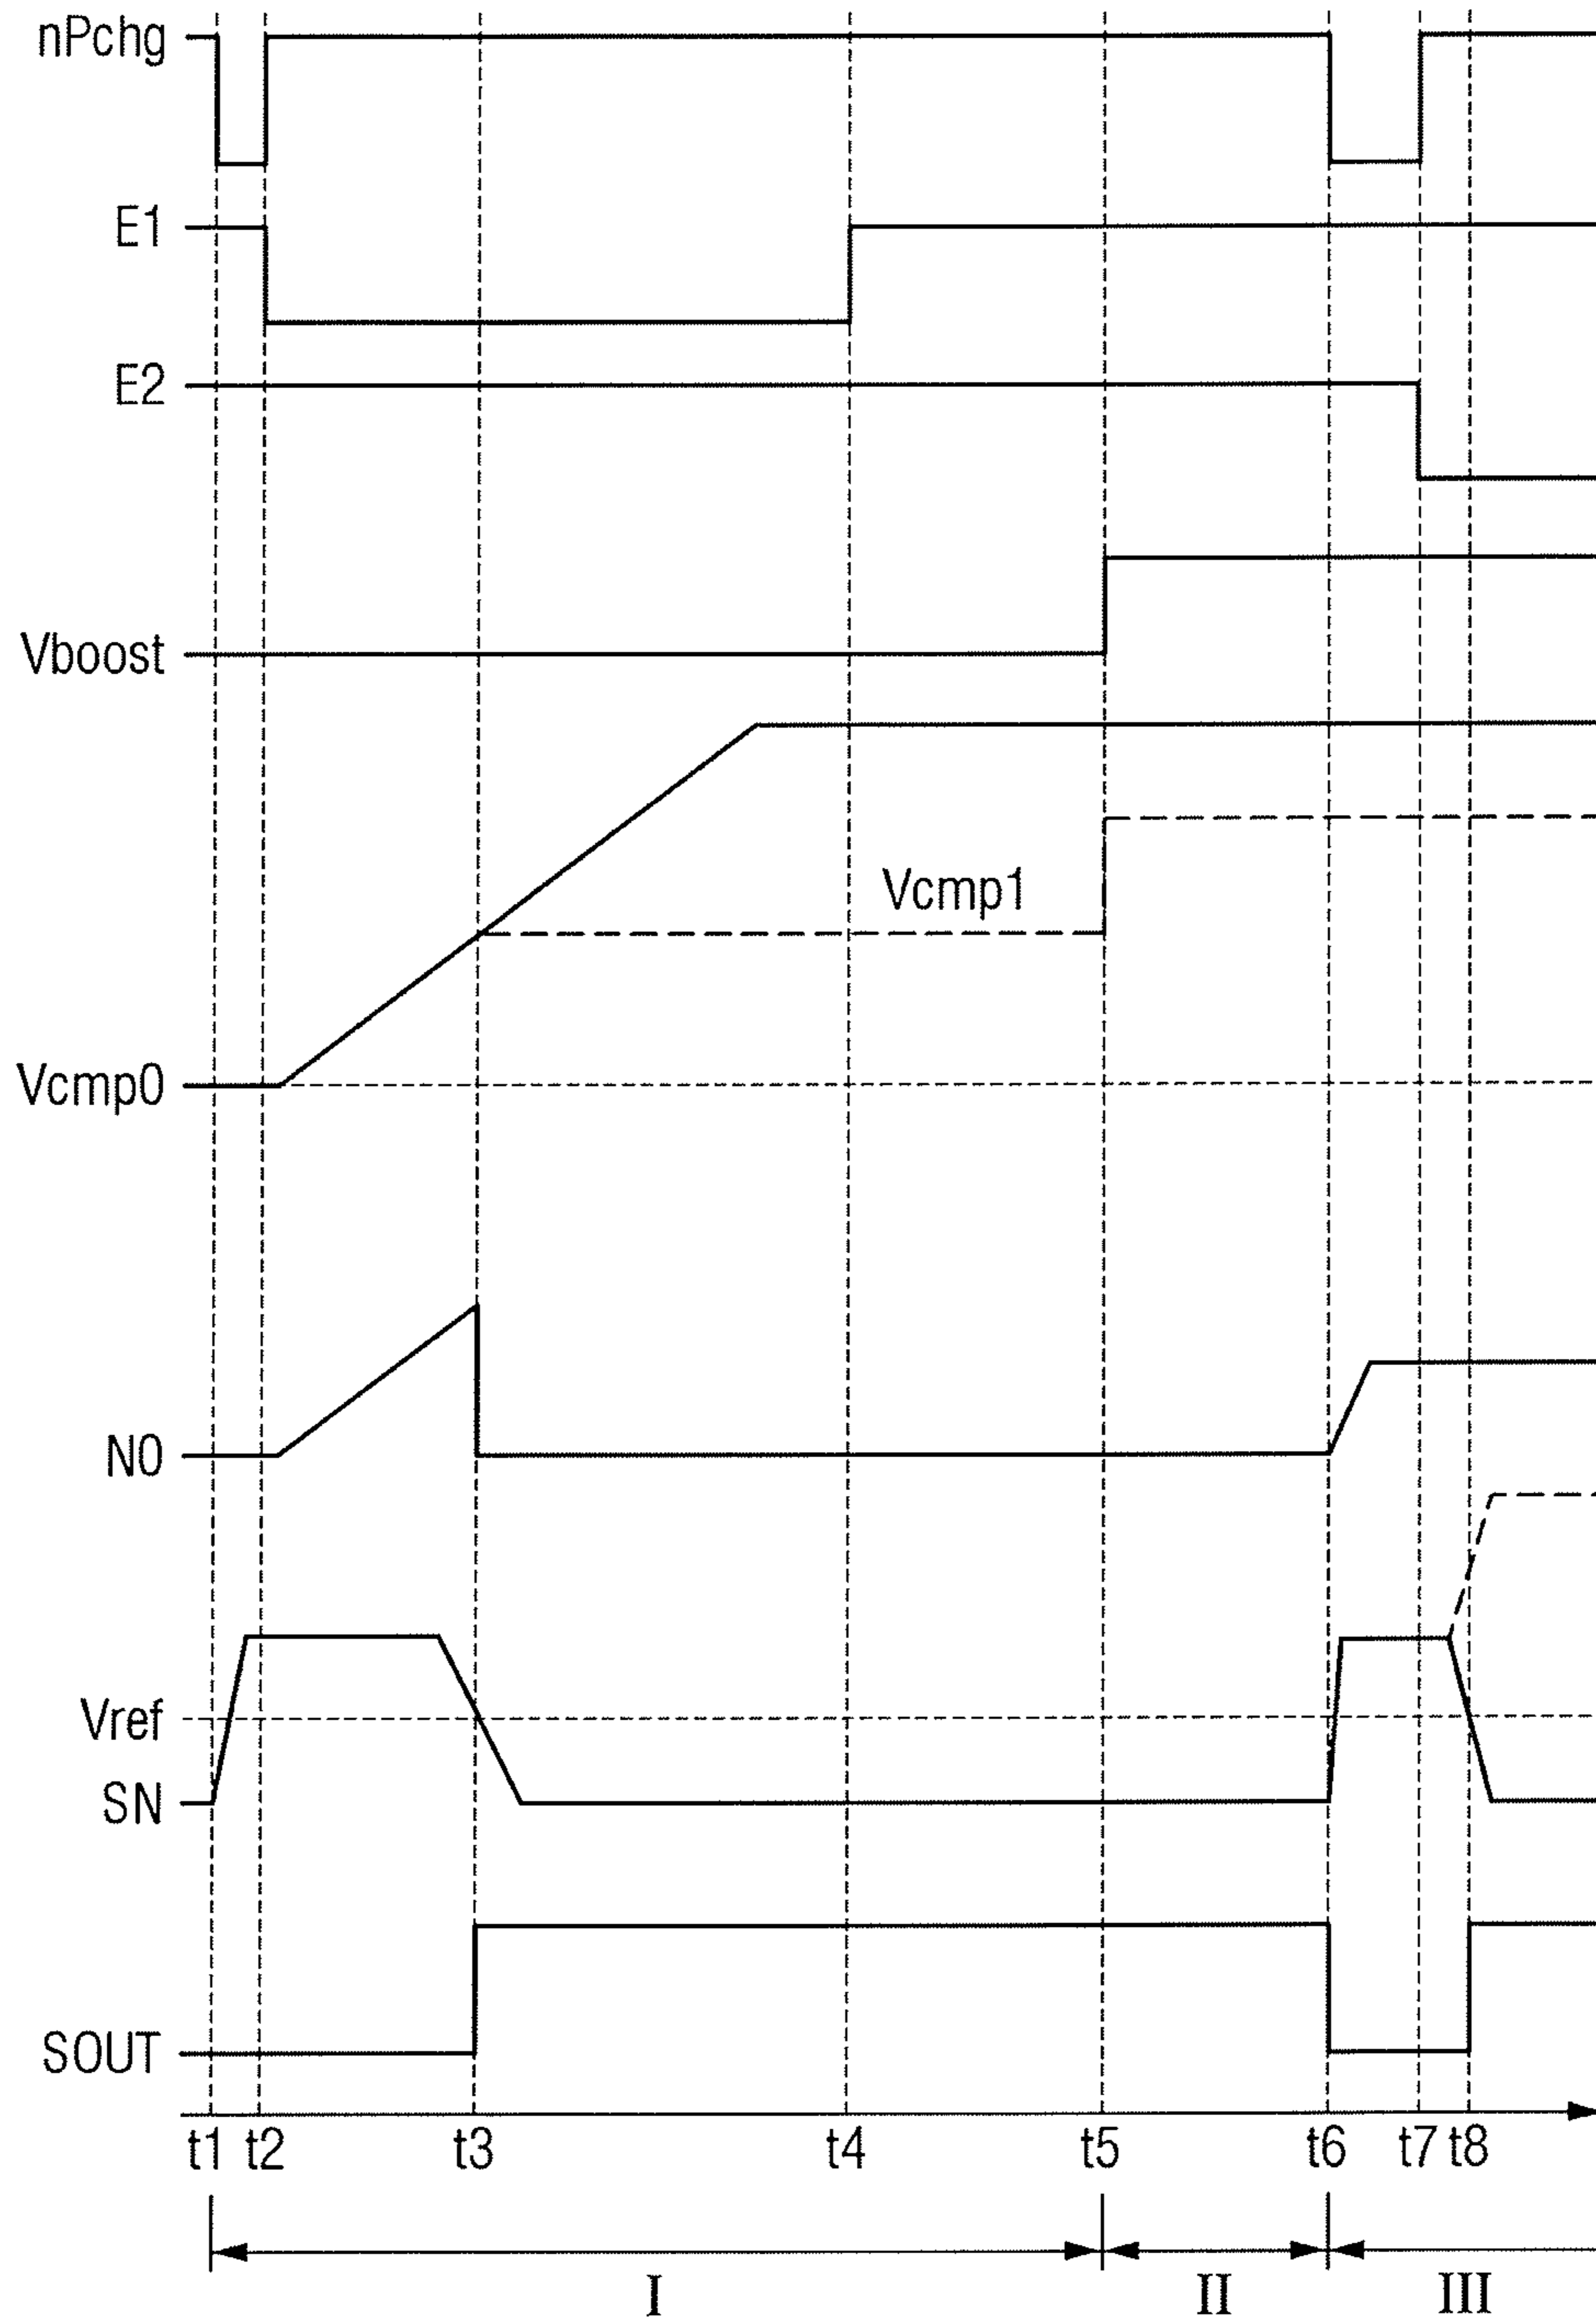 nPchg
E1
E2
Vboost
Vcmp1
Vcmp0
N0
Vref
SN
SOUT
t1 t2 t3 t4 t5 t6 t7 t8
I II III